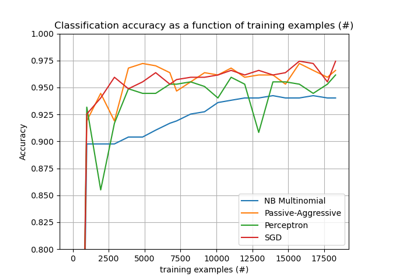 Classification accuracy as a function of training examples (#)
1.000
0.975
0.950
0.925
0.900
0.875
0.850
0.825
0.800
Accuracy
0 2500 5000 7500 10000 12500 15000 17500
training examples (#)
NB Multinomial
Passive-Aggressive
Perceptron
SGD